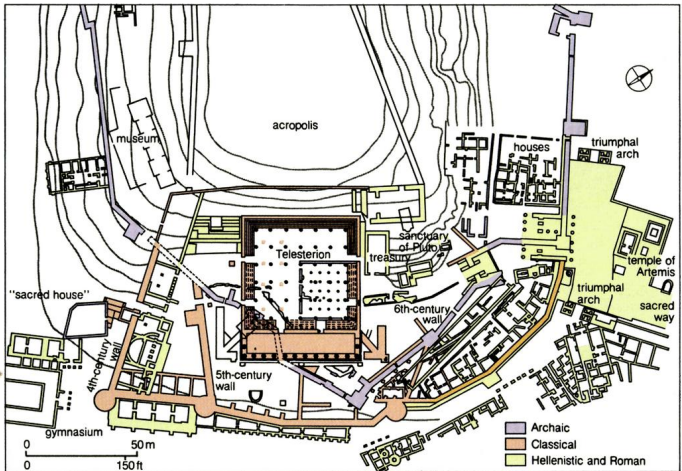 acropolis
museum
houses
triumphal
arch
Telesterion
treasury
sanctuary
of Pluto
temple of
Artemis
triumphal
arch
sacred
way
"sacred house"
6th-century
wall
4th-century
wall
5th-century
wall
gymnasium
0 50 m
0 150 ft
Archaic
Classical
Hellenistic and Roman